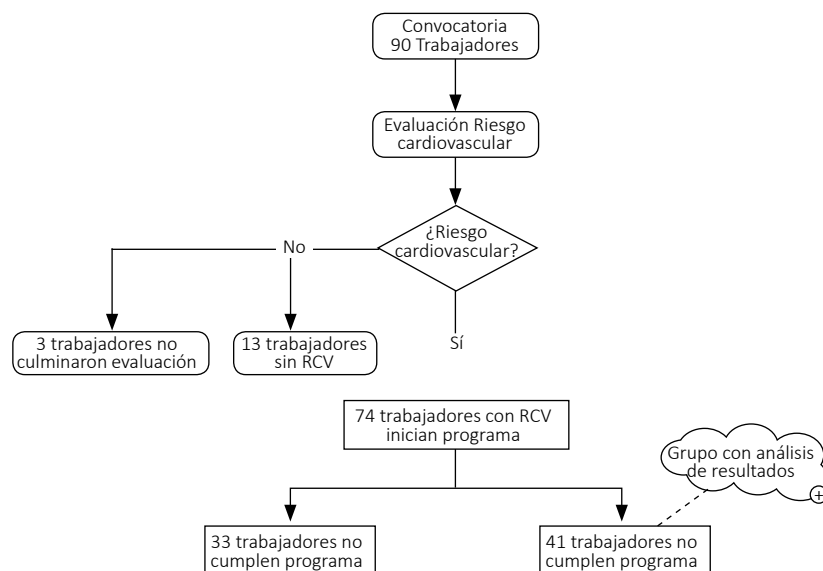 Convocatoria
90 Trabajadores
Evaluación Riesgo
cardiovascular
¿Riesgo
cardiovascular?
No
Sí
3 trabajadores no
culminaron evaluación
13 trabajadores
sin RCV
74 trabajadores con RCV
inician programa
Grupo con análisis
de resultados
+
33 trabajadores no
cumplen programa
41 trabajadores no
cumplen programa